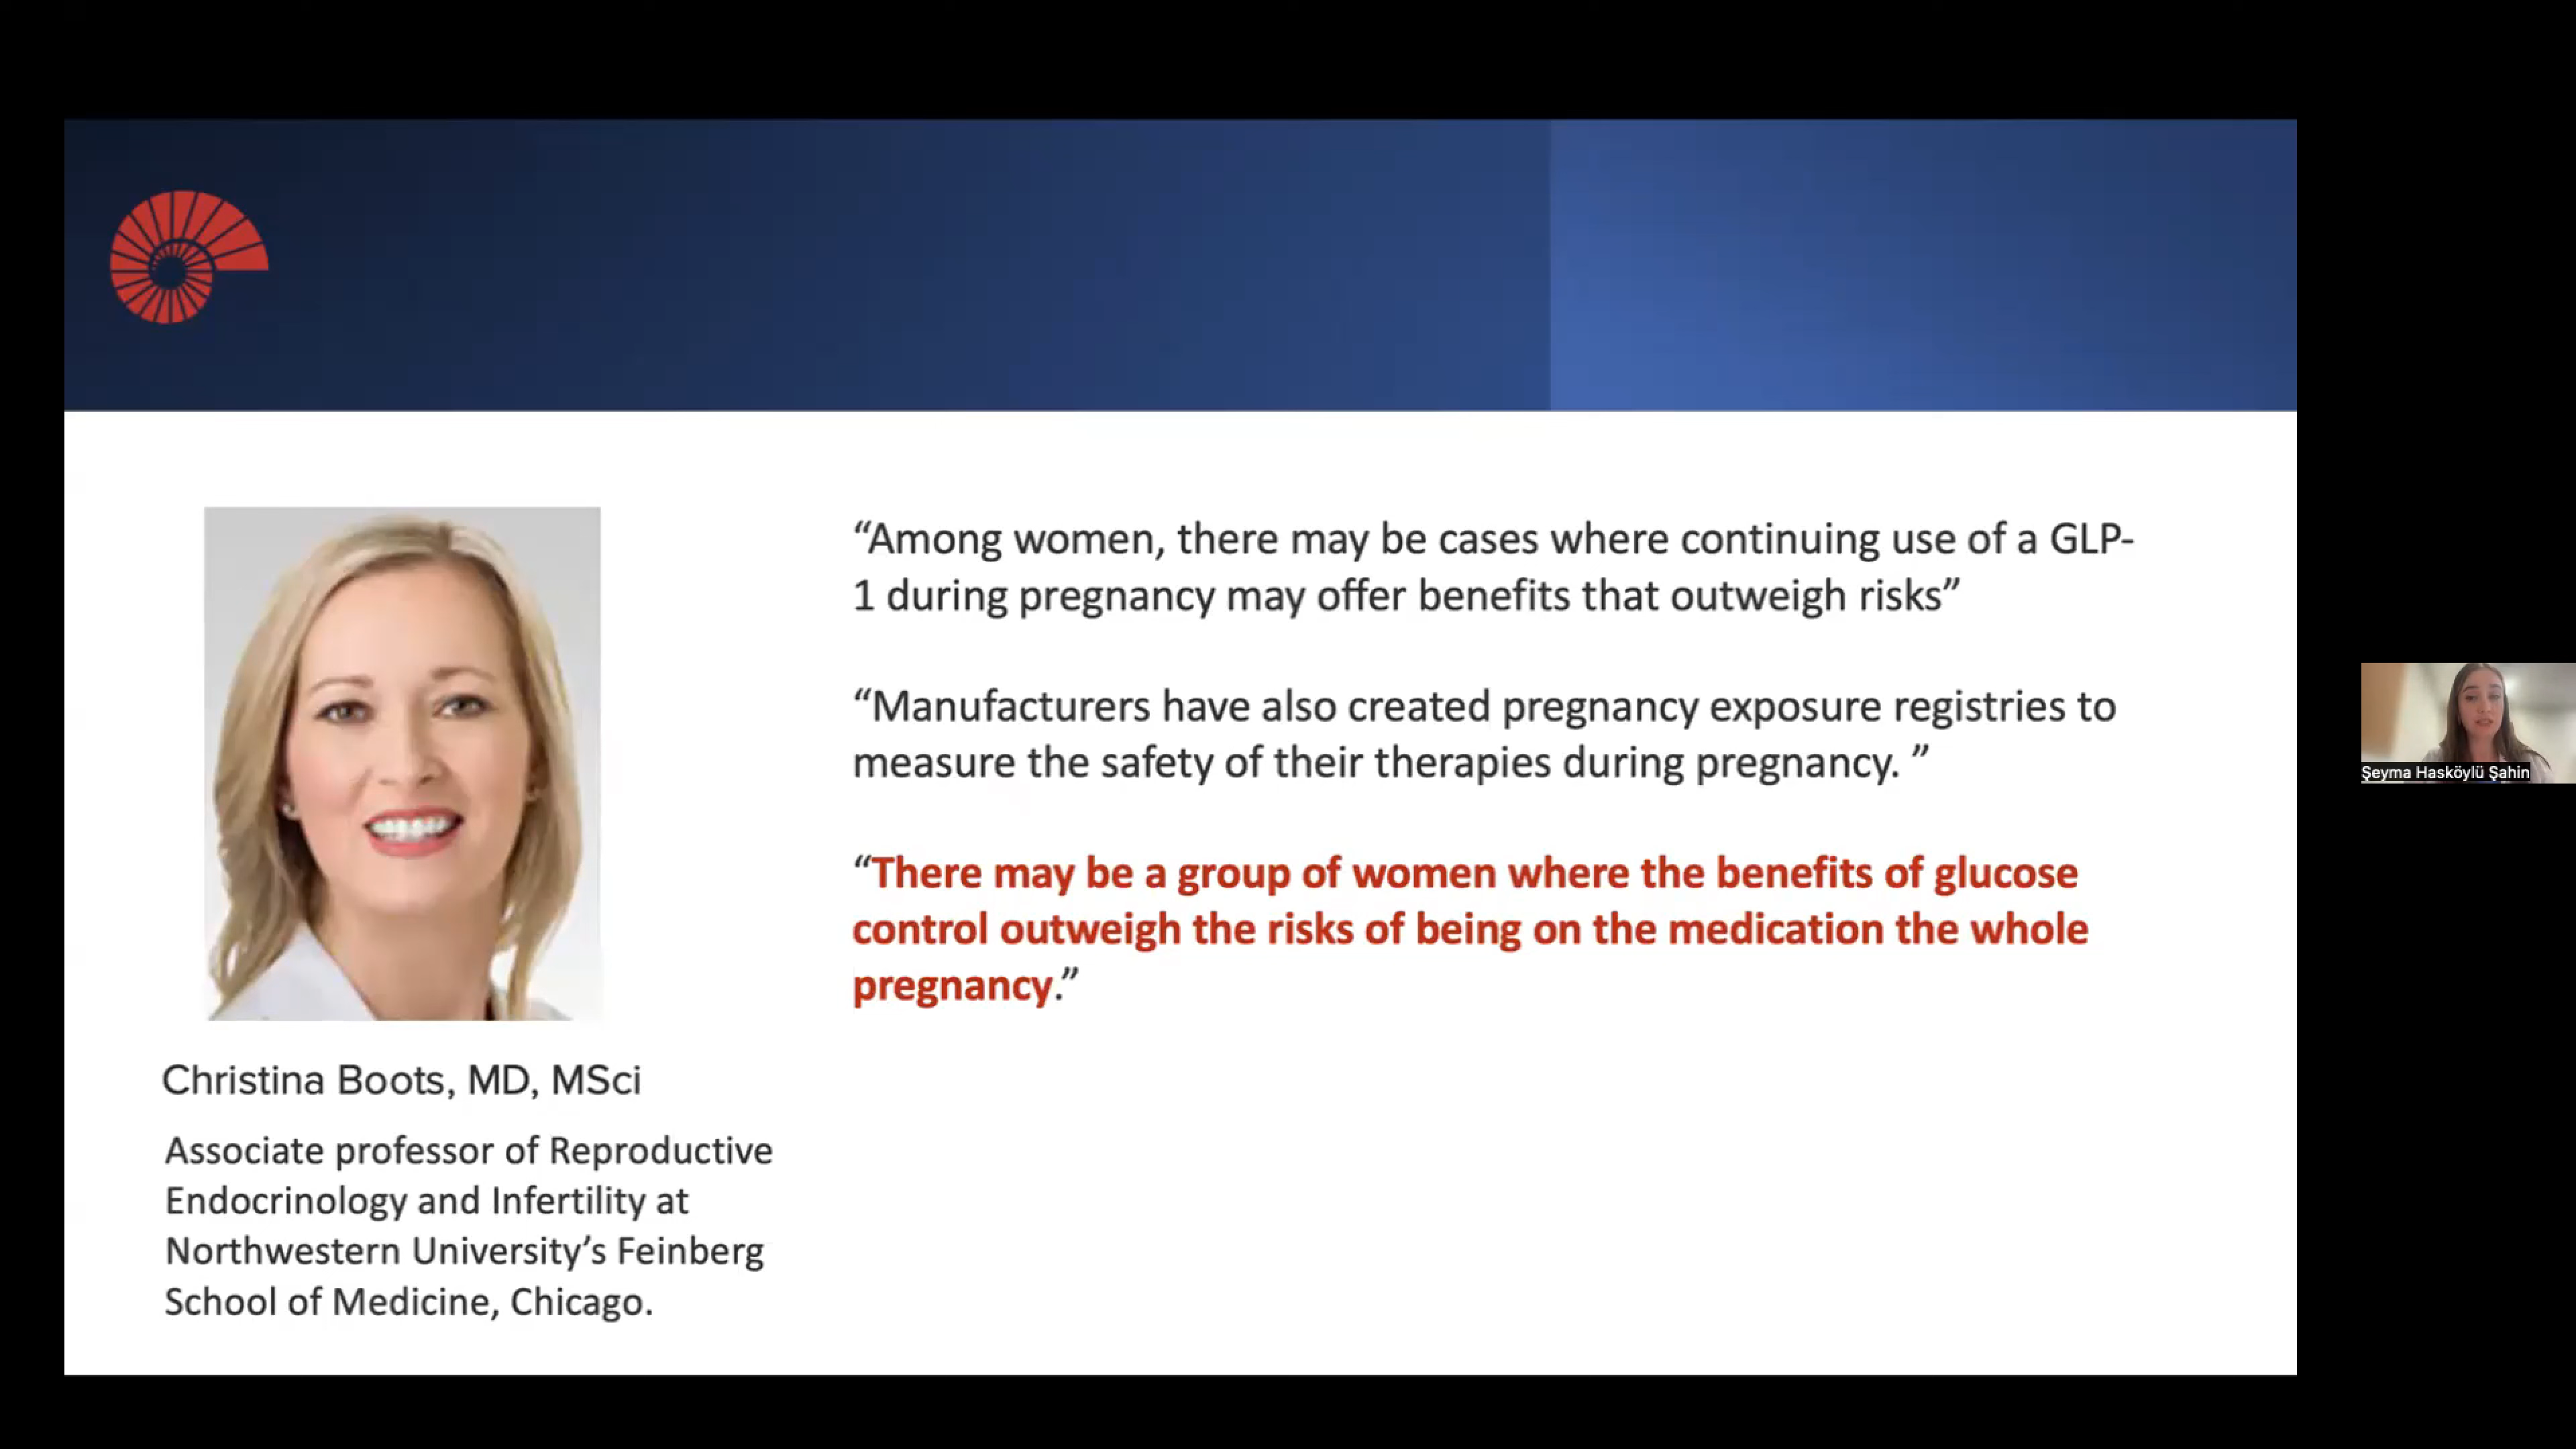 “Among women, there may be cases where continuing use of a GLP-
1 during pregnancy may offer benefits that outweigh risks”
“Manufacturers have also created pregnancy exposure registries to
measure the safety of their therapies during pregnancy. ”
“There may be a group of women where the benefits of glucose
control outweigh the risks of being on the medication the whole
pregnancy.”
Christina Boots, MD, MSci
Associate professor of Reproductive
Endocrinology and Infertility at
Northwestern University’s Feinberg
School of Medicine, Chicago.
Şeyma Hasköylü Şahin